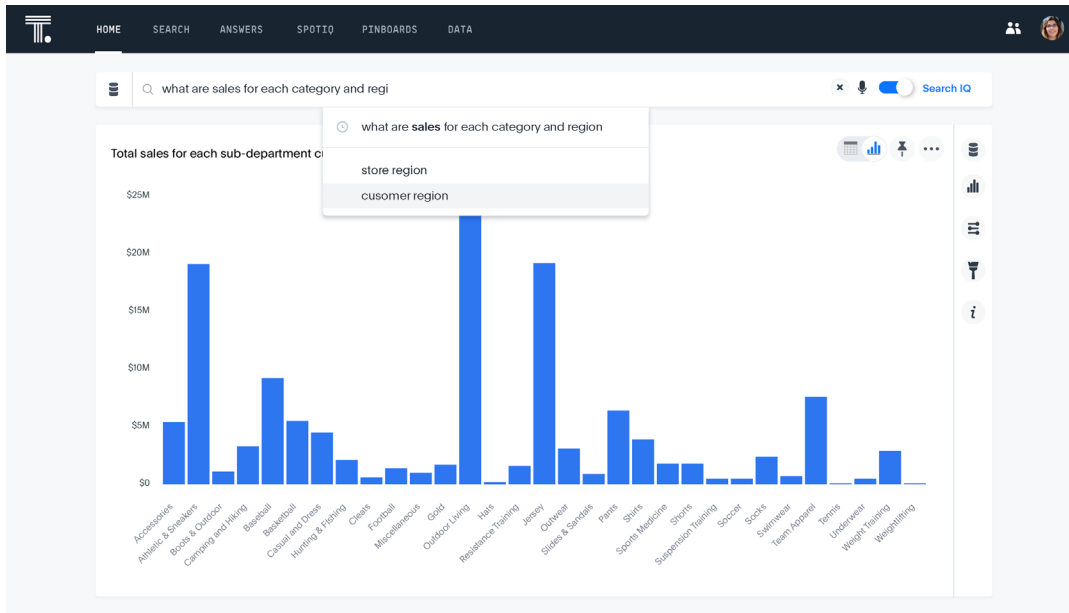 T.
HOME SEARCH ANSWERS SPOTIQ PINBOARDS DATA
what are sales for each category and regi
Search IQ
what are sales for each category and region
store region
cusomer region
Total sales for each sub-department
$25M
$20M
$15M
$10M
$5M
$0
Accessories
Athletic & Sneakers
Boots & Outdoor
Camping and Hiking
Baseball
Basketball
Casual and Dress
Hunting & Fishing
Cleats
Football
Miscellaneous
Gold
Outdoor Living
Hats
Resistance Training
Jersey
Outwear
Slides & Sandals
Pants
Shirts
Sports Medicine
Shorts
Suspension Training
Soccer
Socks
Swimwear
Team Apparel
Tennis
Underwear
Weight Training
Weightlifting